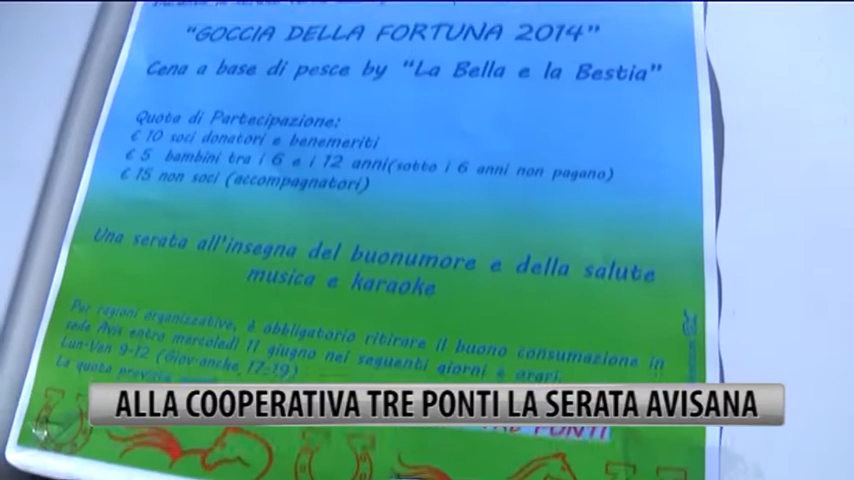 "GOCCIA DELLA FORTUNA 2014"
Cena a base di pesce by "La Bella e la Bestia"
Quota di Partecipazione:
€ 10 soci donatori e benemeriti
€ 5 bambini tra i 6 e i 12 anni(sotto i 6 anni non pagano)
€ 15 non soci (accompagnatori)
Una serata all'insegna del buonumore e della salute
musica e karaoke
Per ragioni organizzative, è obbligatorio ritirare il buono consumazione in
sede Avis entro mercoledì 11 giugno nei seguenti giorni e orari.
Lun-Ven 9-12 (Giov-anche 17-19)
La quota
ALLA COOPERATIVA TRE PONTI LA SERATA AVISANA
PONTI